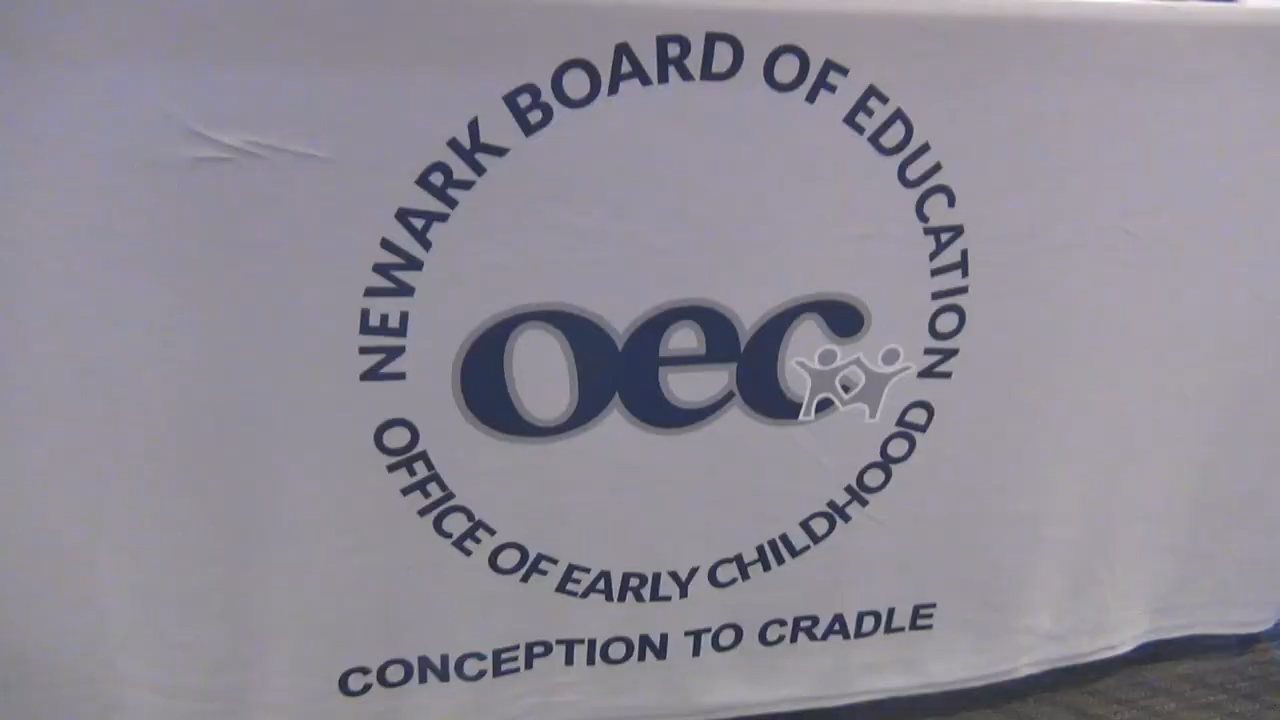 NEWARK BOARD OF EDUCATION
oec
OFFICE OF EARLY CHILDHOOD
CONCEPTION TO CRADLE